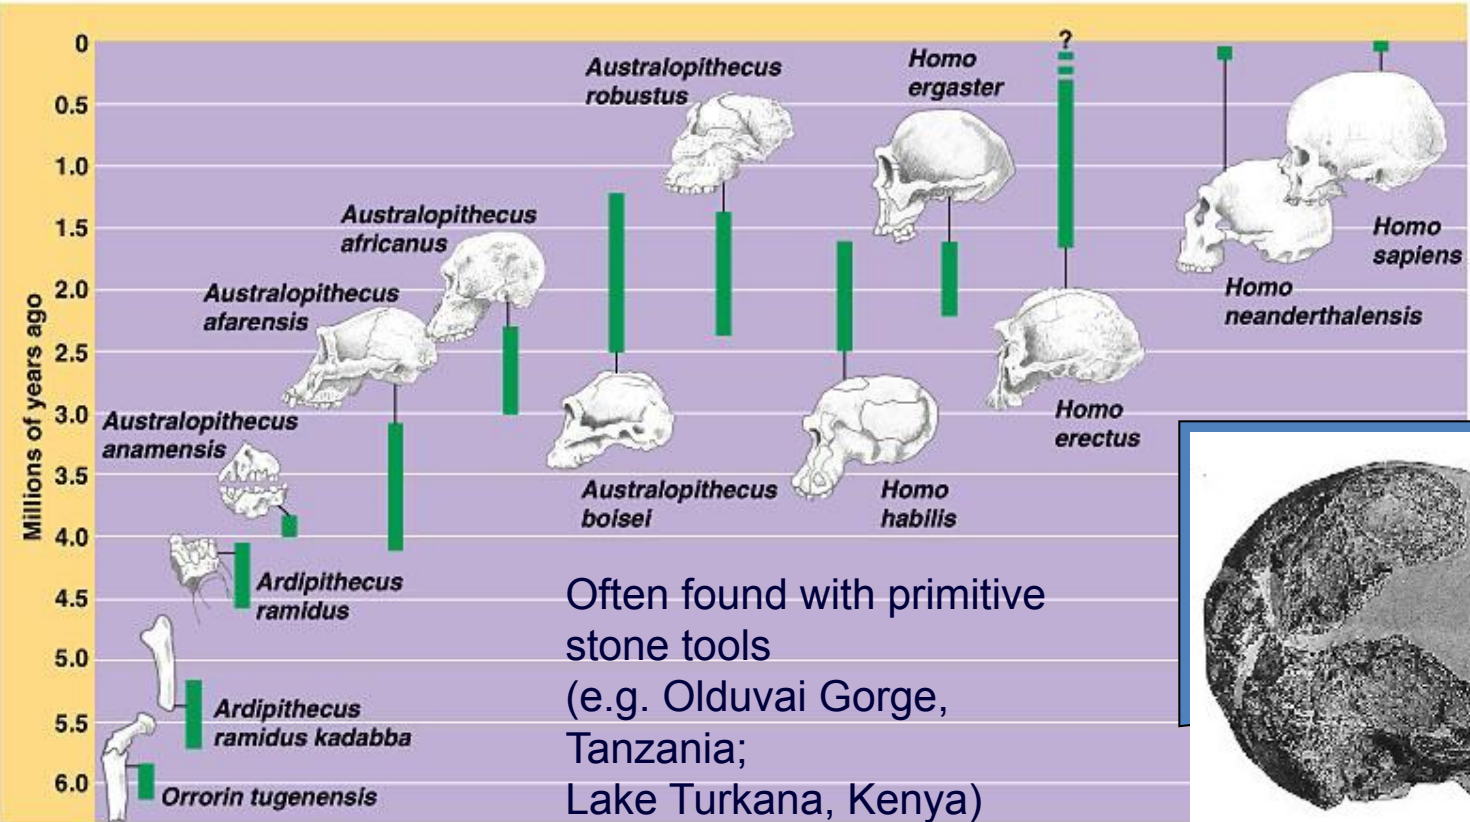 Millions of years ago
0
0.5
1.0
1.5
2.0
2.5
3.0
3.5
4.0
4.5
5.0
5.5
6.0
Australopithecus
robustus
Homo
ergaster
?
Australopithecus
africanus
Homo
sapiens
Australopithecus
afarensis
Homo
neanderthalensis
Australopithecus
anamensis
Homo
erectus
Australopithecus
boisei
Homo
habilis
Ardipithecus
ramidus
Ardipithecus
ramidus kadabba
Orrorin tugenensis
Often found with primitive
stone tools
(e.g. Olduvai Gorge,
Tanzania;
Lake Turkana, Kenya)